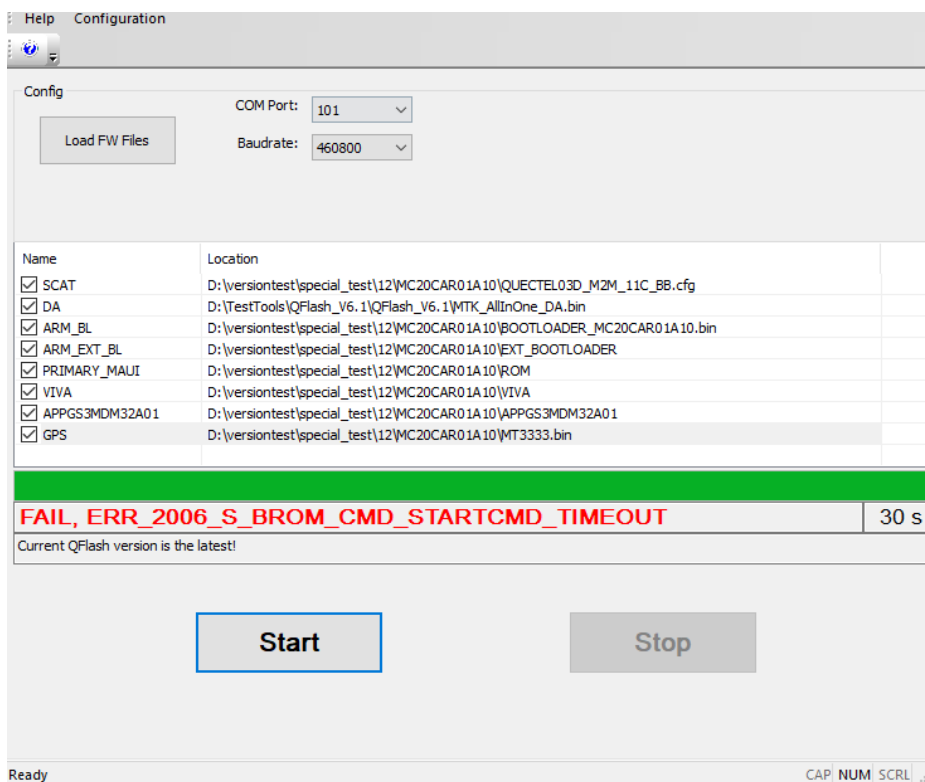 Help Configuration
Config
Load FW Files
COM Port: 101
Baudrate: 460800
Name Location
SCAT D:\versiontest\special_test\12\MC20CAR01A10\QUECTEL03D_M2M_11C_BB.cfg
DA D:\TestTools\QFlash_V6.1\QFlash_V6.1\MTK_AllInOne_DA.bin
ARM_BL D:\versiontest\special_test\12\MC20CAR01A10\BOOTLOADER_MC20CAR01A10.bin
ARM_EXT_BL D:\versiontest\special_test\12\MC20CAR01A10\EXT_BOOTLOADER
PRIMARY_MAUI D:\versiontest\special_test\12\MC20CAR01A10\ROM
VIVA D:\versiontest\special_test\12\MC20CAR01A10\VIVA
APPGS3MDM32A01 D:\versiontest\special_test\12\MC20CAR01A10\APPGS3MDM32A01
GPS D:\versiontest\special_test\12\MC20CAR01A10\MT3333.bin
FAIL, ERR_2006_S_BROM_CMD_STARTCMD_TIMEOUT 30 s
Current QFlash version is the latest!
Start Stop
Ready CAP NUM SCRL